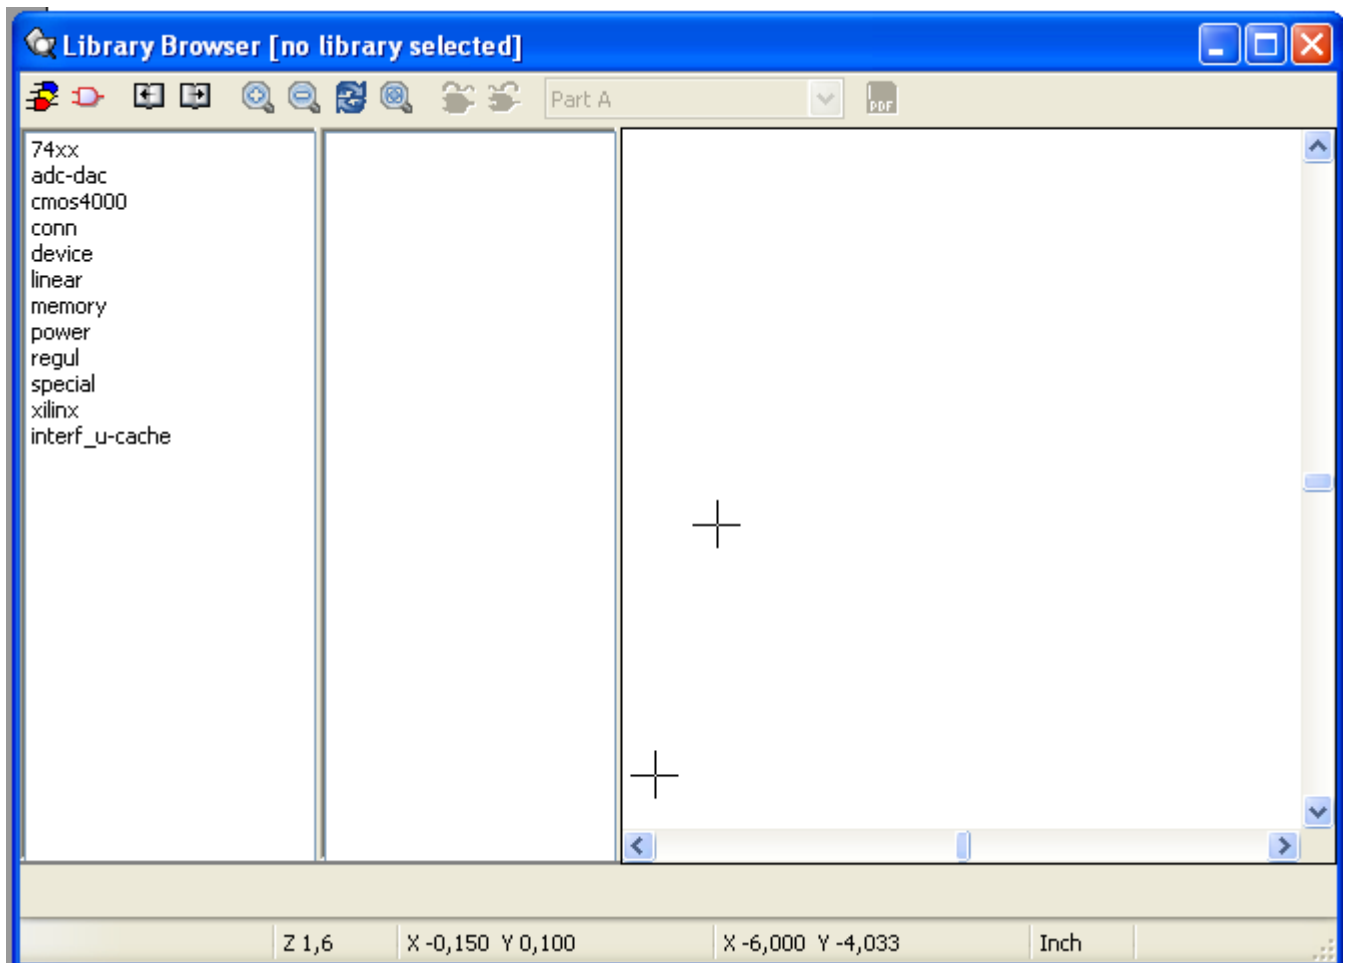 Library Browser [no library selected]
Part A
PDF
74xx
adc-dac
cmos4000
conn
device
linear
memory
power
regul
special
xilinx
interf_u-cache
Z 1,6 X -0,150 Y 0,100 X -6,000 Y -4,033 Inch